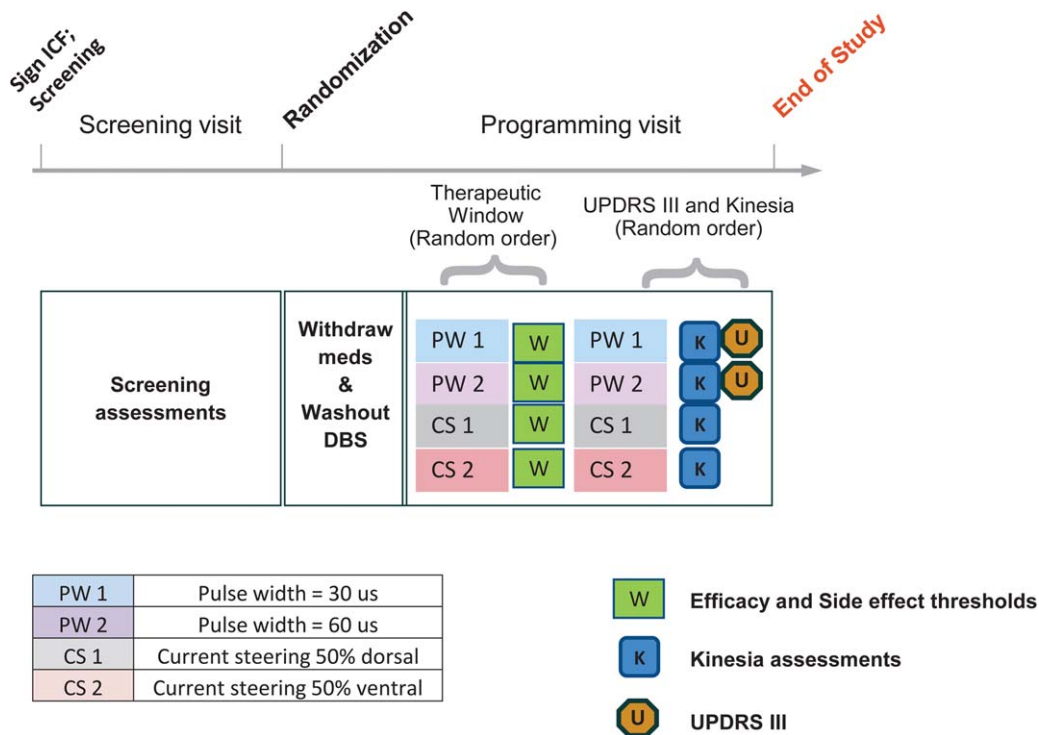 Sign ICF;
Screening
Randomization
End of Study
Screening visit
Programming visit
Therapeutic
Window
(Random order)
UPDRS III and Kinesia
(Random order)
Screening
assessments
Withdraw
meds
&
Washout
DBS
PW 1 W PW 1 K U
PW 2 W PW 2 K U
CS 1 W CS 1 K
CS 2 W CS 2 K
PW 1 Pulse width = 30 us
PW 2 Pulse width = 60 us
CS 1 Current steering 50% dorsal
CS 2 Current steering 50% ventral
W Efficacy and Side effect thresholds
K Kinesia assessments
U UPDRS III